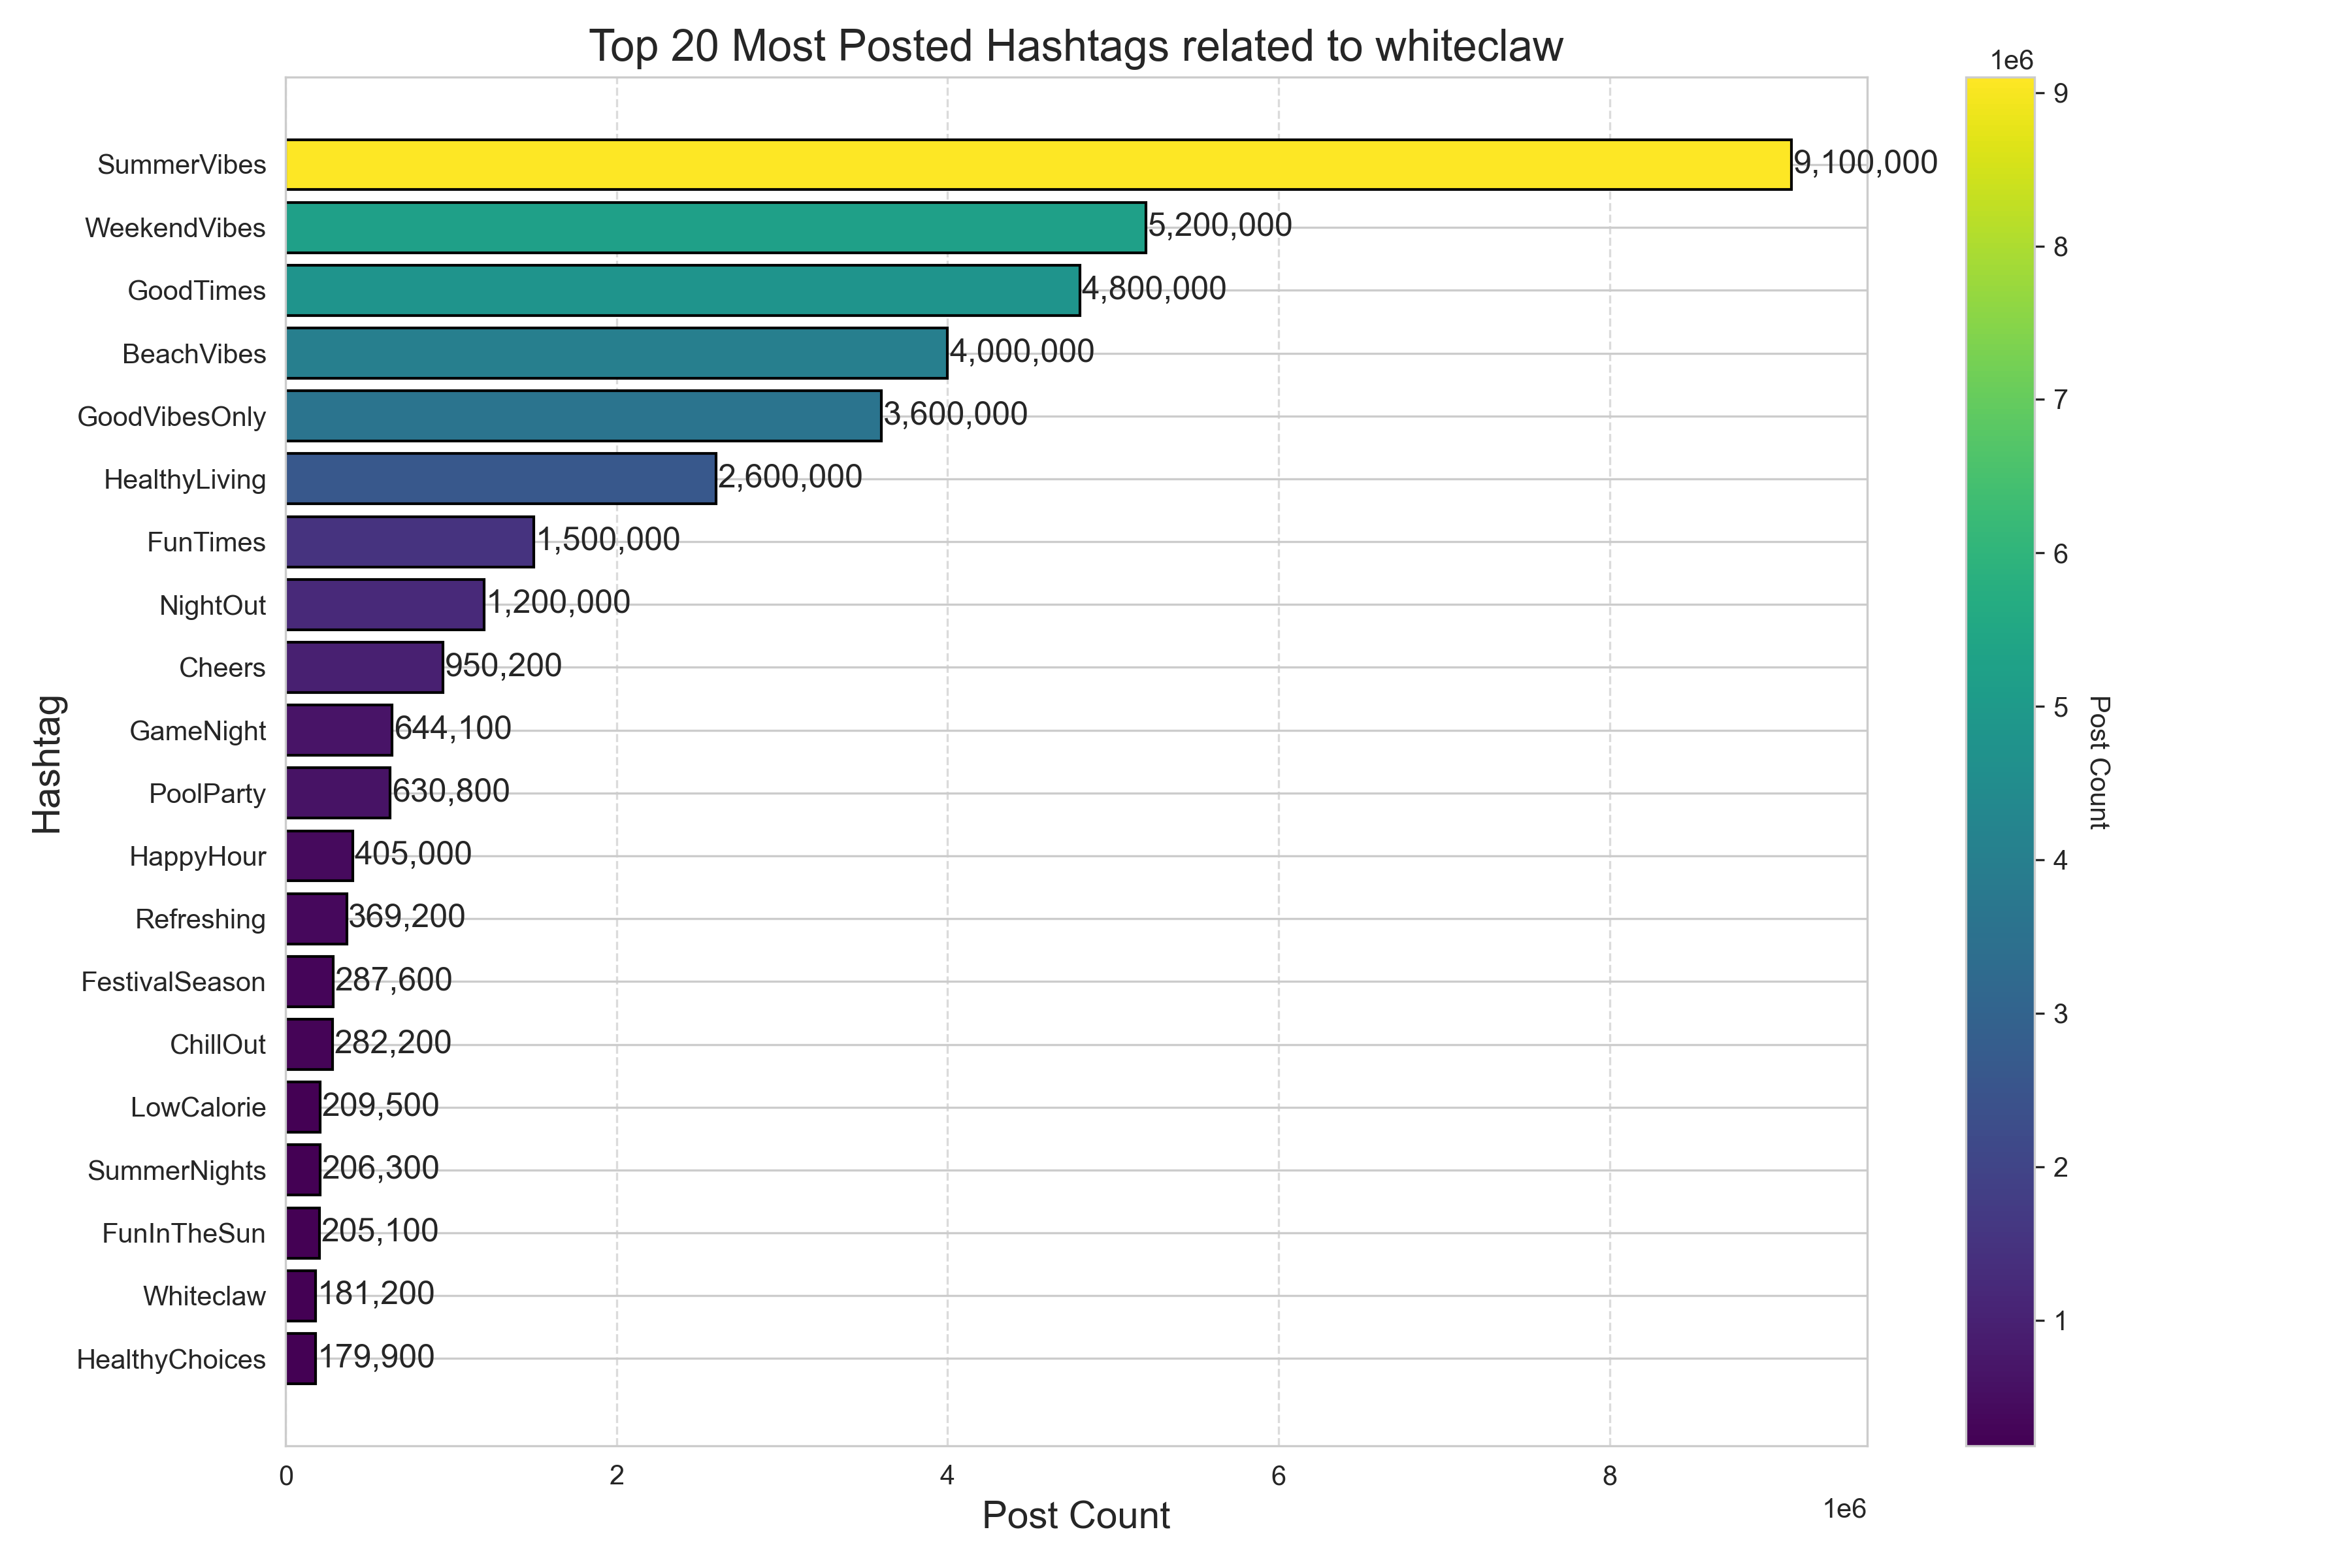 Top 20 Most Posted Hashtags related to whiteclaw
1e6
SummerVibes 9,100,000
WeekendVibes 5,200,000
GoodTimes 4,800,000
BeachVibes 4,000,000
GoodVibesOnly 3,600,000
HealthyLiving 2,600,000
FunTimes 1,500,000
NightOut 1,200,000
Cheers 950,200
GameNight 644,100
PoolParty 630,800
HappyHour 405,000
Refreshing 369,200
FestivalSeason 287,600
ChillOut 282,200
LowCalorie 209,500
SummerNights 206,300
FunInTheSun 205,100
Whiteclaw 181,200
HealthyChoices 179,900
Hashtag
0 2 4 6 8
1e6
Post Count
9
8
7
6
5
4
3
2
1
Post Count